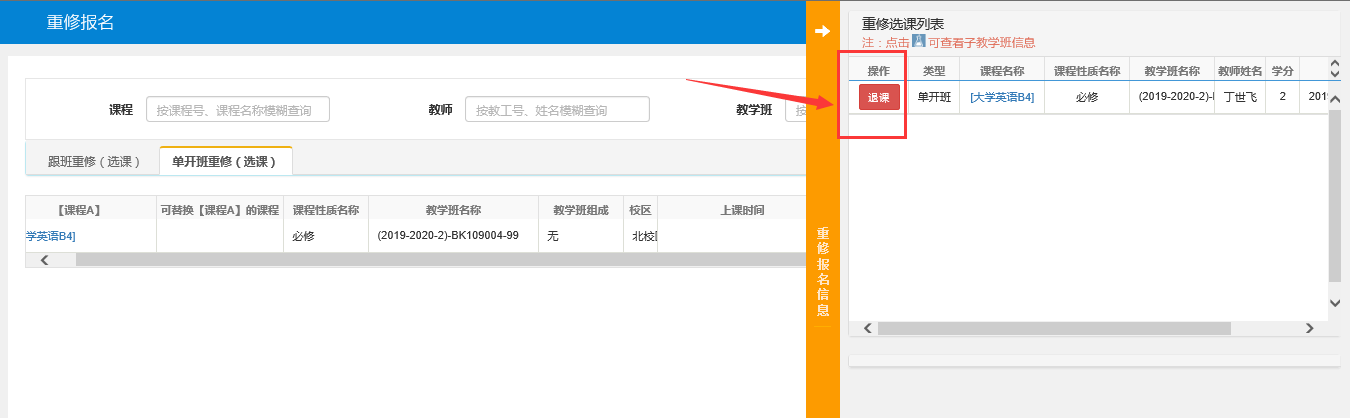 重修报名
课程 按课程号、课程名称模糊查询 教师 按教工号、姓名模糊查询 教学班 按
跟班重修（选课） 单开班重修（选课）
【课程A】 可替换【课程A】的课程 课程性质名称 教学班名称 教学班组成 校区 上课时间
学英语B4] 必修 (2019-2020-2)-BK109004-99 无 北校区
重修报名信息
重修选课列表
注：点击 可查看子教学班信息
操作 类型 课程名称 课程性质名称 教学班名称 教师姓名 学分
退课 单开班 [大学英语B4] 必修 (2019-2020-2)-I 丁世飞 2 2019